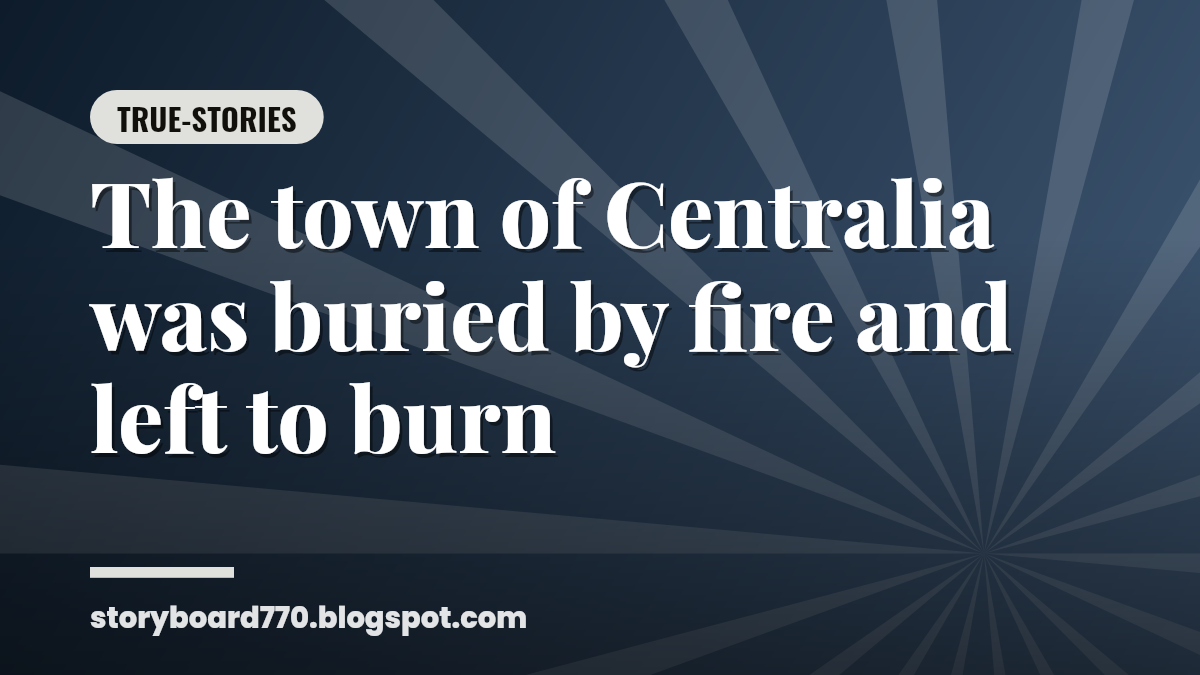 TRUE-STORIES
The town of Centralia
was buried by fire and
left to burn
storyboard770.blogspot.com